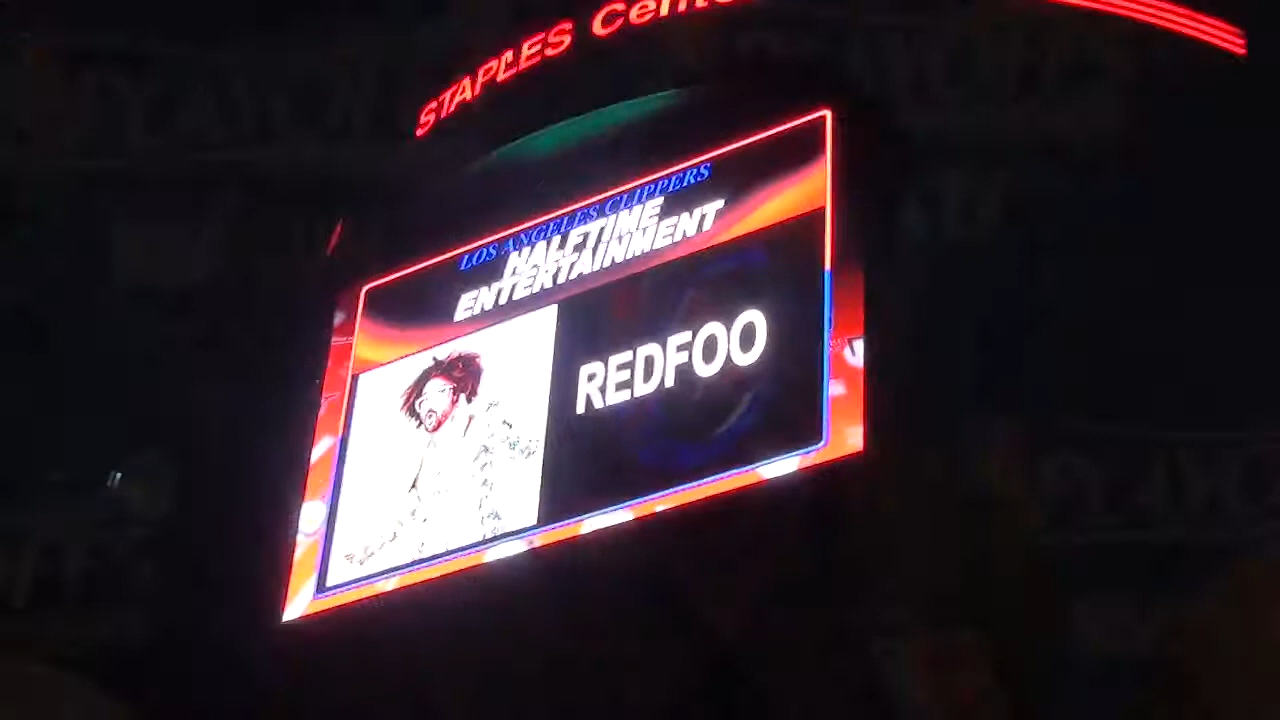 STAPLES Cente
LOS ANGELES CLIPPERS
HALFTIME
ENTERTAINMENT
REDFOO